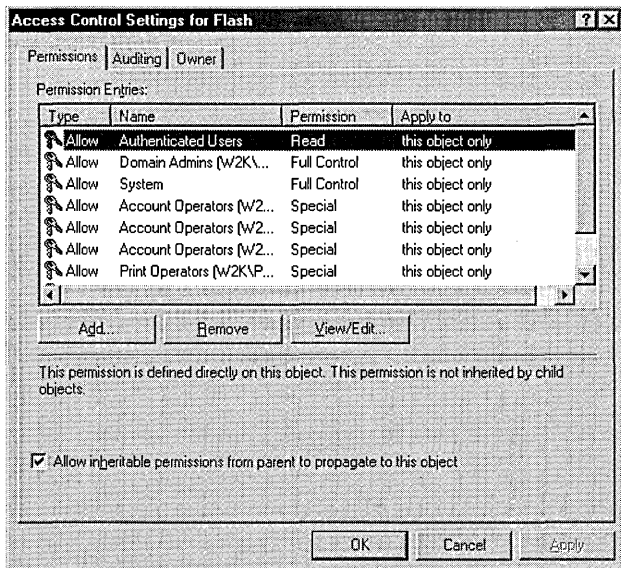 Access Control Settings for Flash
Permissions Auditing Owner
Permission Entries:
Type Name Permission Apply to
Allow Authenticated Users Read this object only
Allow Domain Admins (W2K\... Full Control this object only
Allow System Full Control this object only
Allow Account Operators (W2... Special this object only
Allow Account Operators (W2... Special this object only
Allow Account Operators (W2... Special this object only
Allow Print Operators (W2K\P... Special this object only
Add... Remove View/Edit...
This permission is defined directly on this object. This permission is not inherited by child
objects.
Allow inheritable permissions from parent to propagate to this object
OK Cancel Apply